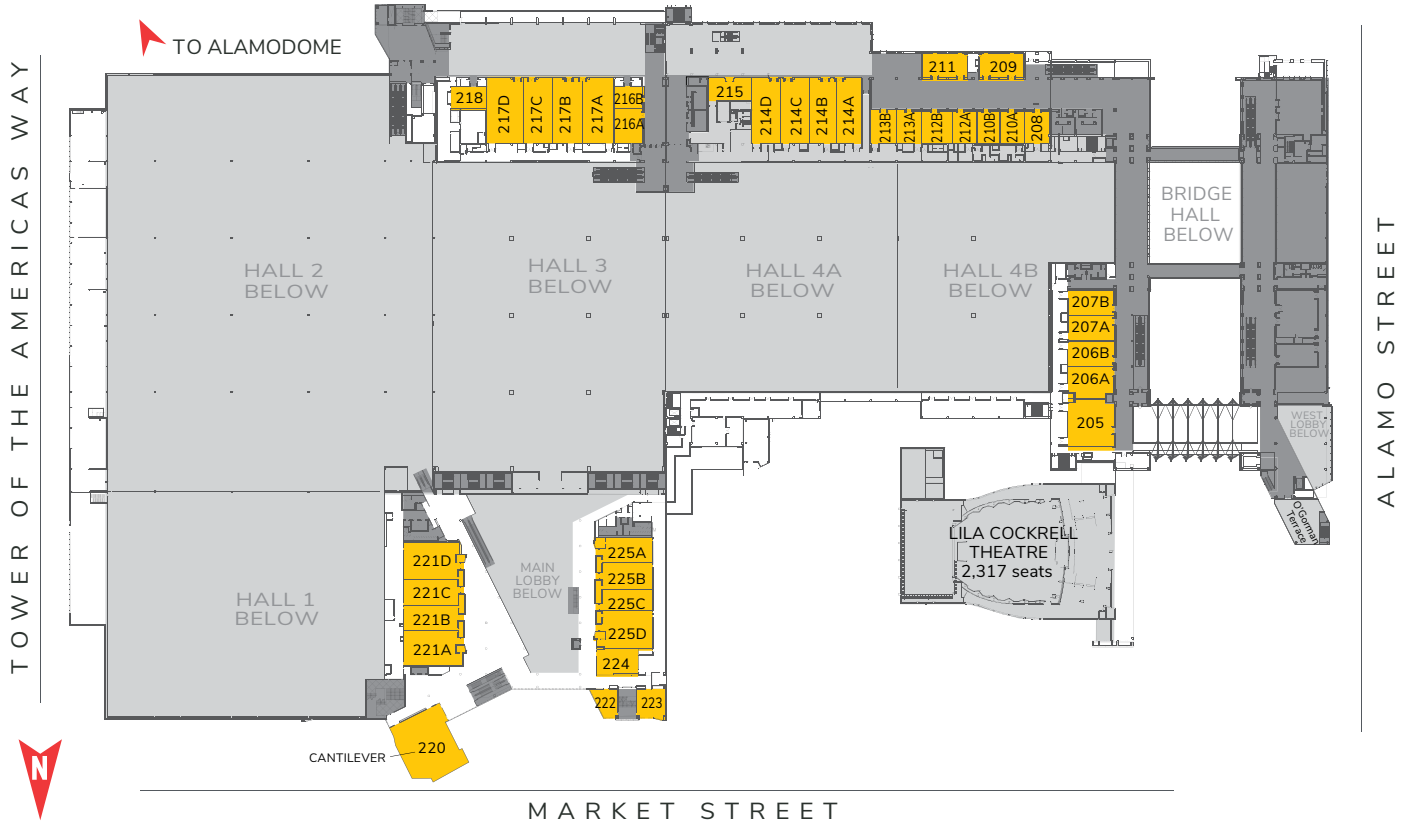 TO ALAMODOME
211
209
218
217D
217C
217B
217A
216B
216A
215
214D
214C
214B
214A
213B
213A
212B
212A
210B
210A
208
TOWER OF THE AMERICAS WAY
ALAMO STREET
BRIDGE
HALL
BELOW
HALL 2
BELOW
HALL 3
BELOW
HALL 4A
BELOW
HALL 4B
BELOW
207B
207A
206B
206A
205
WEST
LOBBY
BELOW
O'Gorman
Terrace
LILA COCKRELL
THEATRE
2,317 seats
221D
221C
221B
221A
MAIN
LOBBY
BELOW
225A
225B
225C
225D
224
222
223
HALL 1
BELOW
220
CANTILEVER
N
MARKET STREET